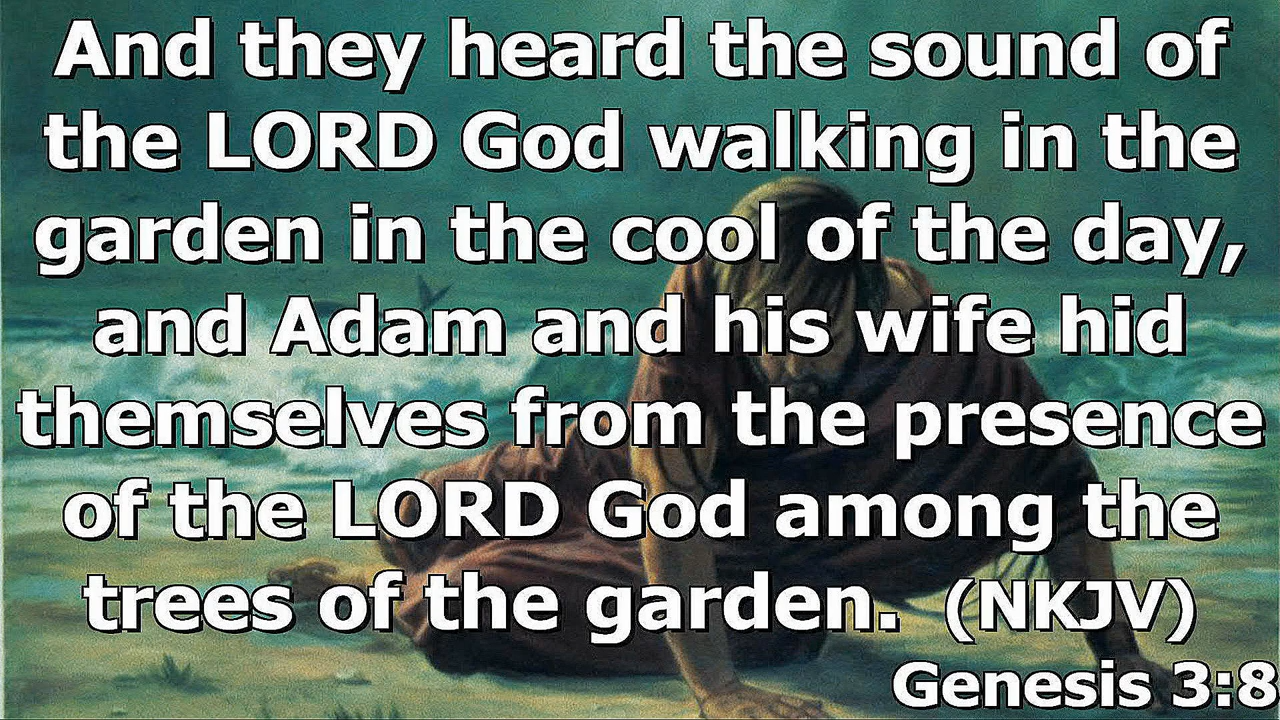 And they heard the sound of
the LORD God walking in the
garden in the cool of the day,
and Adam and his wife hid
themselves from the presence
of the LORD God among the
trees of the garden. (NKJV)
Genesis 3:8